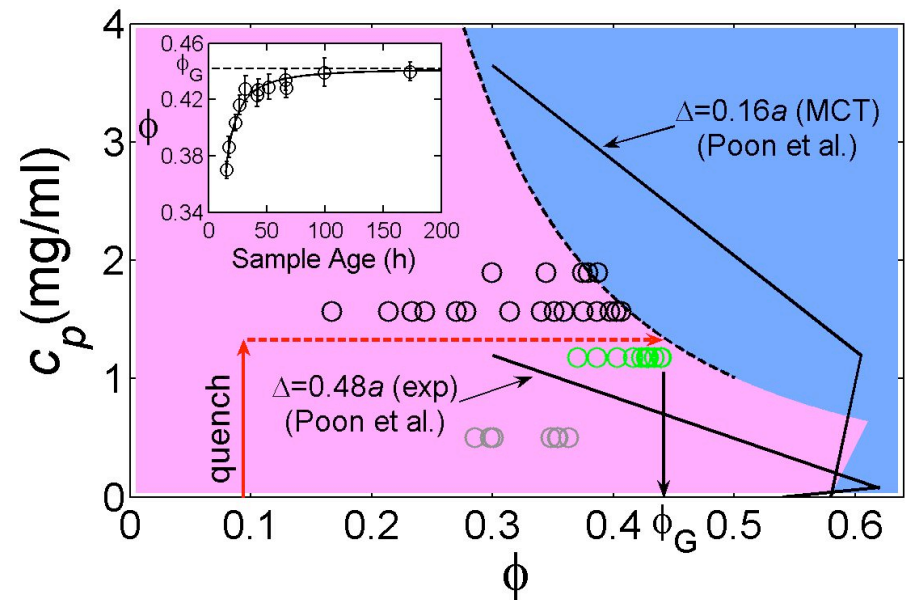 4
3
2
1
0
c_p(mg/ml)
0.46
ϕ_G
0.42
ϕ
0.38
0.34
0
50
100
150
200
Sample Age (h)
Δ=0.16a (MCT)
(Poon et al.)
quench
Δ=0.48a (exp)
(Poon et al.)
0
0.1
0.2
0.3
0.4
ϕ_G
0.5
0.6
ϕ